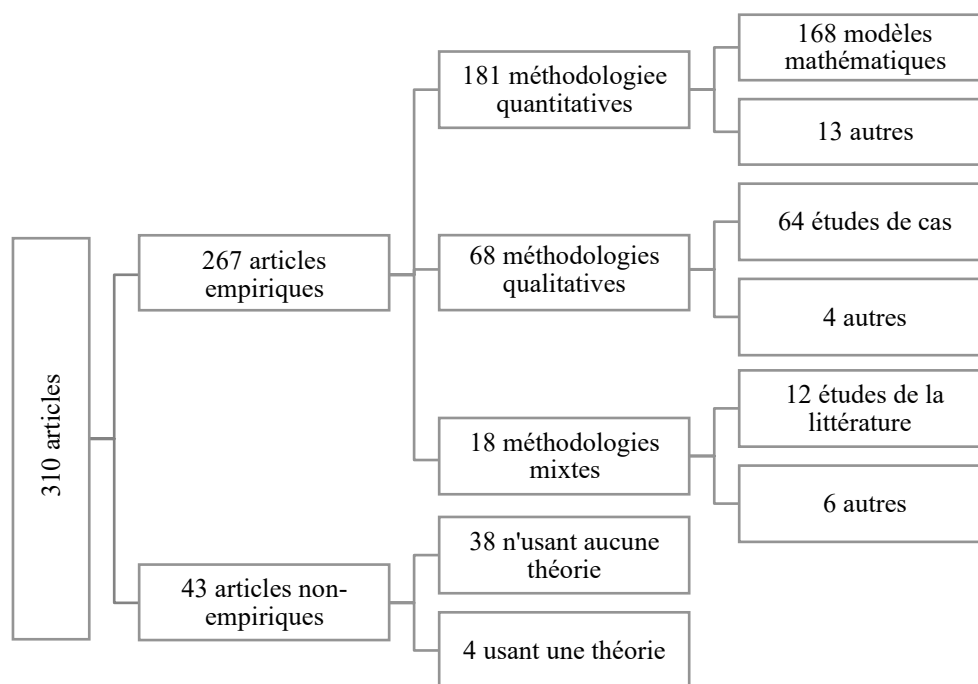 310 articles
267 articles
empiriques
181 méthodologiee
quantitatives
168 modèles
mathématiques
13 autres
68 méthodologies
qualitatives
64 études de cas
4 autres
18 méthodologies
mixtes
12 études de la
littérature
6 autres
43 articles non-
empiriques
38 n'usant aucune
théorie
4 usant une théorie